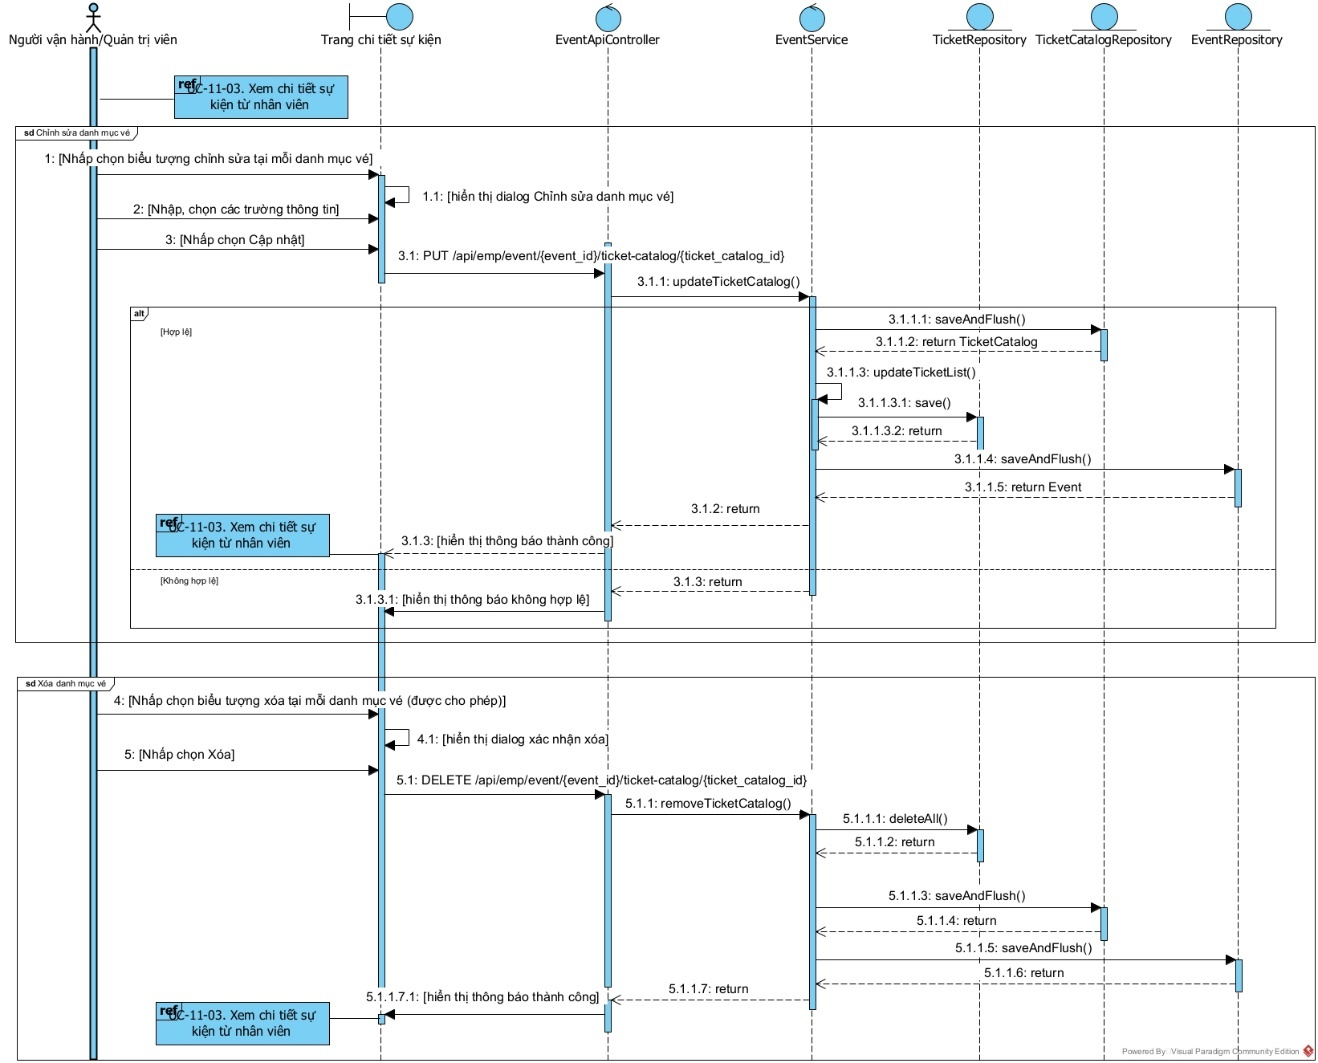 Người vận hành/Quản trị viên
Trang chi tiết sự kiện
EventApiController
EventService
TicketRepository
TicketCatalogRepository
EventRepository
ref
UC-11-03. Xem chi tiết sự
kiện từ nhân viên
sd Chỉnh sửa danh mục vé
1: [Nhấp chọn biểu tượng chỉnh sửa tại mỗi danh mục vé]
1.1: [hiển thị dialog Chỉnh sửa danh mục vé]
2: [Nhập, chọn các trường thông tin]
3: [Nhấp chọn Cập nhật]
3.1: PUT /api/emp/event/{event_id}/ticket-catalog/{ticket_catalog_id}
3.1.1: updateTicketCatalog()
alt
[Hợp lệ]
3.1.1.1: saveAndFlush()
3.1.1.2: return TicketCatalog
3.1.1.3: updateTicketList()
3.1.1.3.1: save()
3.1.1.3.2: return
3.1.1.4: saveAndFlush()
3.1.1.5: return Event
3.1.2: return
ref
UC-11-03. Xem chi tiết sự
kiện từ nhân viên
3.1.3: [hiển thị thông báo thành công]
[Không hợp lệ]
3.1.3: return
3.1.3.1: [hiển thị thông báo không hợp lệ]
sd Xóa danh mục vé
4: [Nhấp chọn biểu tượng xóa tại mỗi danh mục vé (được cho phép)]
4.1: [hiển thị dialog xác nhận xóa]
5: [Nhấp chọn Xóa]
5.1: DELETE /api/emp/event/{event_id}/ticket-catalog/{ticket_catalog_id}
5.1.1: removeTicketCatalog()
5.1.1.1: deleteAll()
5.1.1.2: return
5.1.1.3: saveAndFlush()
5.1.1.4: return
5.1.1.5: saveAndFlush()
5.1.1.6: return
5.1.1.7: return
5.1.1.7.1: [hiển thị thông báo thành công]
ref
UC-11-03. Xem chi tiết sự
kiện từ nhân viên
Powered By Visual Paradigm Community Edition